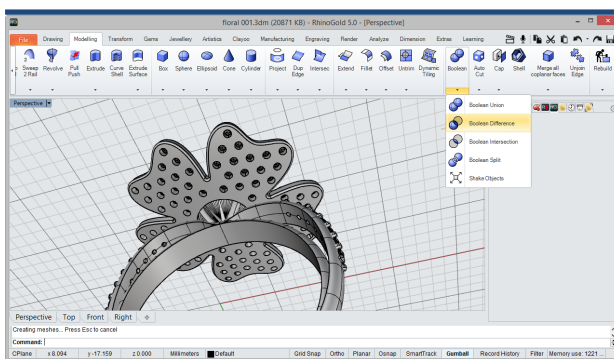 floral 001.3dm (20871 KB) - RhinoGold 5.0 - [Perspective]
File Drawing Modelling Transform Gems Jewellery Artistics Clayoo Manufacturing Engraving Render Analyze Dimension Extras Learning
Sweep 2 Rail Revolve Pull Push Extrude Curve Shell Extrude Surface Box Sphere Ellipsoid Cone Cylinder Project Dup Edge Intersec Extend Fillet Offset Untrim Dynamic Tiling Boolean Auto Cut Cap Shell Merge all coplanar faces Unjoin Edge Rebuild
Perspective
Boolean Union
Boolean Difference
Boolean Intersection
Boolean Split
Shake Objects
Perspective Top Front Right
Creating meshes... Press Esc to cancel
Command:
CPlane x 8.094 y -17.159 z 0.000 Millimeters Default Grid Snap Ortho Planar Osnap SmartTrack Gumball Record History Filter Memory use: 1221 ...